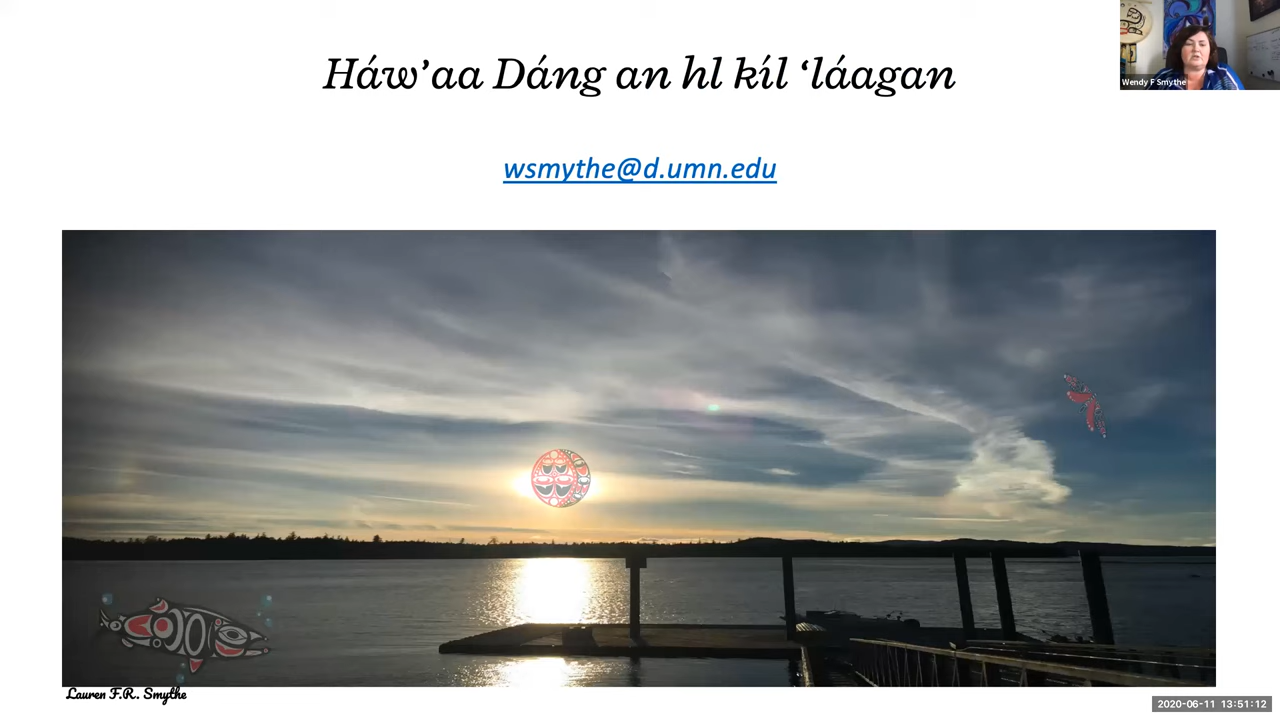 Háw’aa Dáng an hl kíl ‘láagan
Wendy F Smythe
wsmythe@d.umn.edu
Lauren F.R. Smythe
2020-06-11 13:51:12